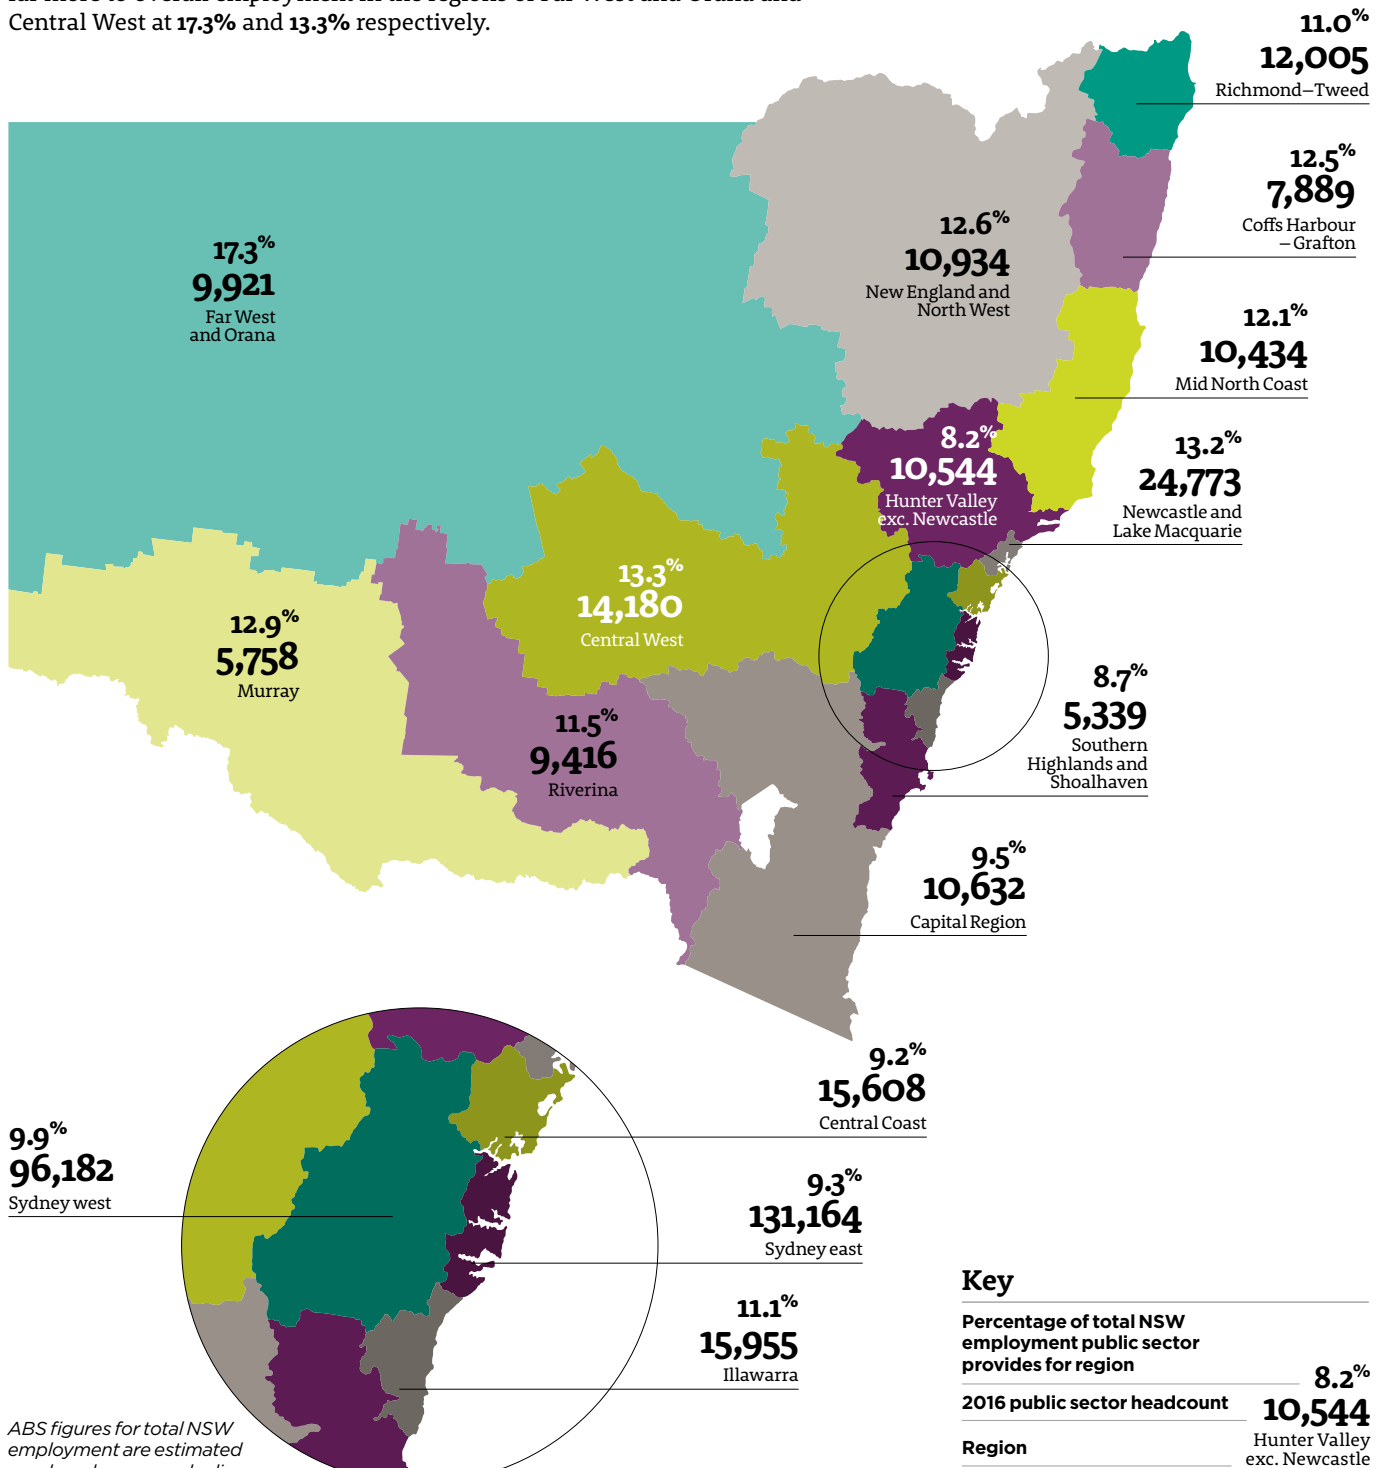 Central West at 17.3% and 13.3% respectively.
11.0%
12,005
Richmond–Tweed
12.5%
7,889
Coffs Harbour
– Grafton
17.3%
9,921
Far West
and Orana
12.6%
10,934
New England and
North West
12.1%
10,434
Mid North Coast
8.2%
10,544
Hunter Valley
exc. Newcastle
13.2%
24,773
Newcastle and
Lake Macquarie
13.3%
14,180
Central West
12.9%
5,758
Murray
11.5%
9,416
Riverina
8.7%
5,339
Southern
Highlands and
Shoalhaven
9.5%
10,632
Capital Region
9.2%
15,608
Central Coast
9.9%
96,182
Sydney west
9.3%
131,164
Sydney east
11.1%
15,955
Illawarra
Key
Percentage of total NSW
employment public sector
provides for region
8.2%
2016 public sector headcount
10,544
Region
Hunter Valley
exc. Newcastle
ABS figures for total NSW
employment are estimated